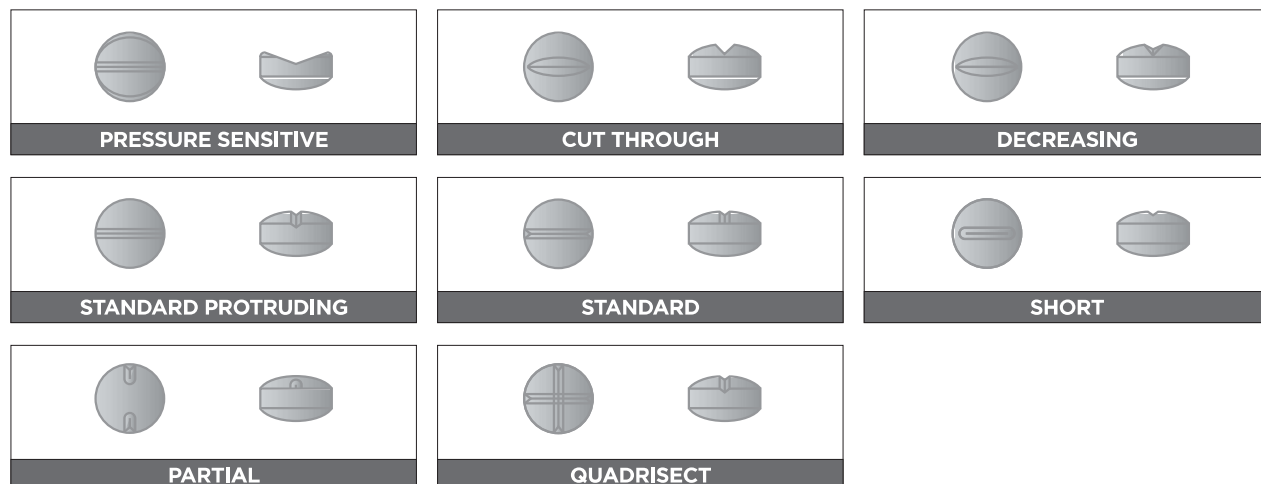 PRESSURE SENSITIVE
CUT THROUGH
DECREASING
STANDARD PROTRUDING
STANDARD
SHORT
PARTIAL
QUADRISECT